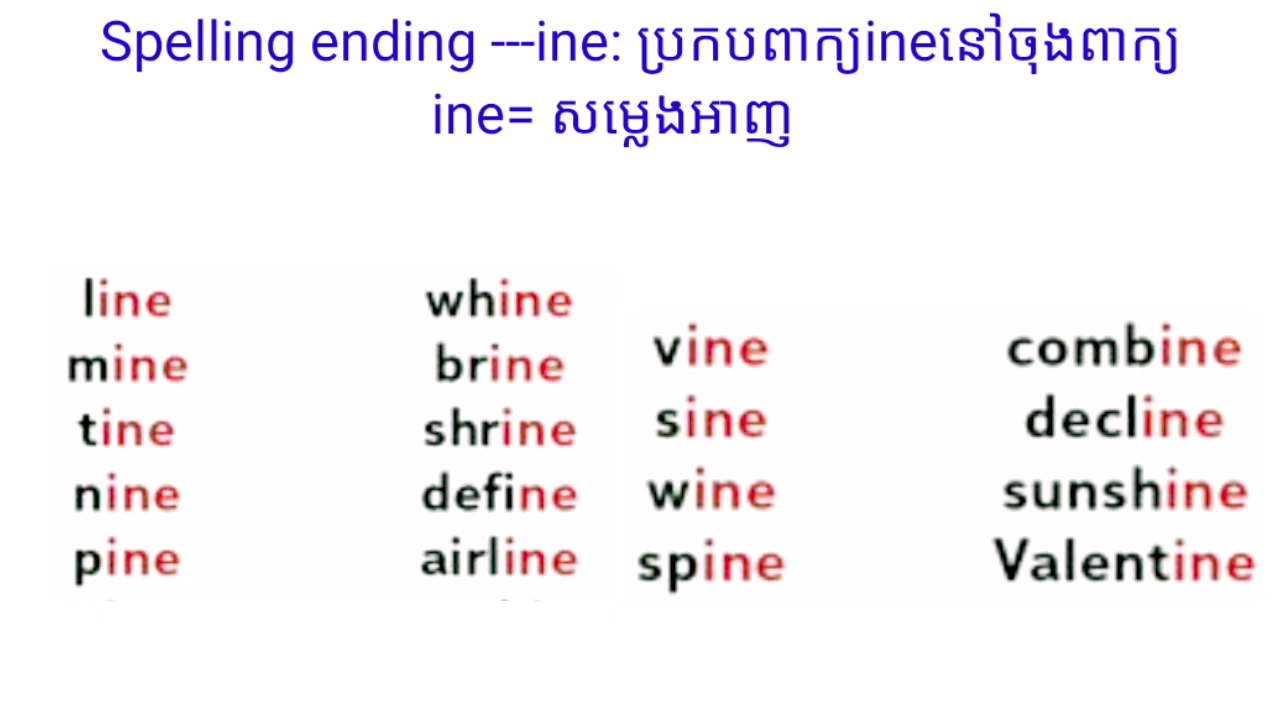 Spelling ending ---ine: ប្រកបពាក្យineនៅចុងពាក្យ
ine= សម្លេងអាញ
line
mine
tine
nine
pine
whine
brine
shrine
define
airline
vine
sine
wine
spine
combine
decline
sunshine
Valentine